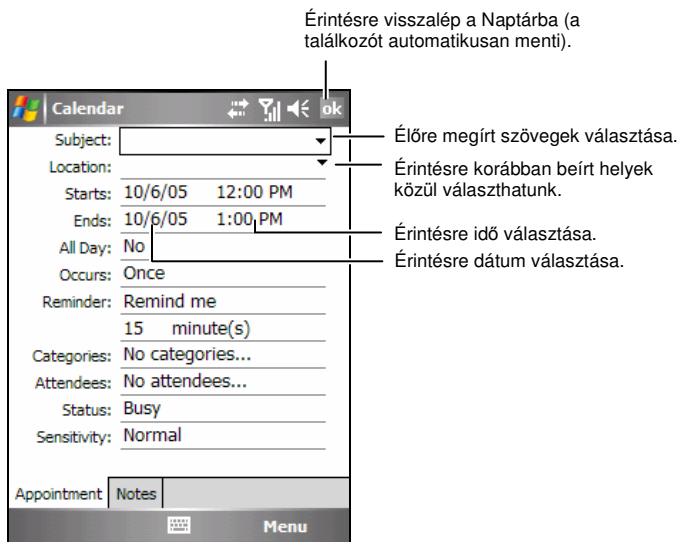 Érintésre visszalép a Naptárba (a
találkozót automatikusan menti).
Calendar
ok
Subject:
Élőre megírt szövegek választása.
Location:
Érintésre korábban beírt helyek
közül választhatunk.
Starts: 10/6/05 12:00 PM
Ends: 10/6/05 1:00 PM
Érintésre idő választása.
All Day: No
Érintésre dátum választása.
Occurs: Once
Reminder: Remind me
15 minute(s)
Categories: No categories...
Attendees: No attendees...
Status: Busy
Sensitivity: Normal
Appointment Notes
Menu